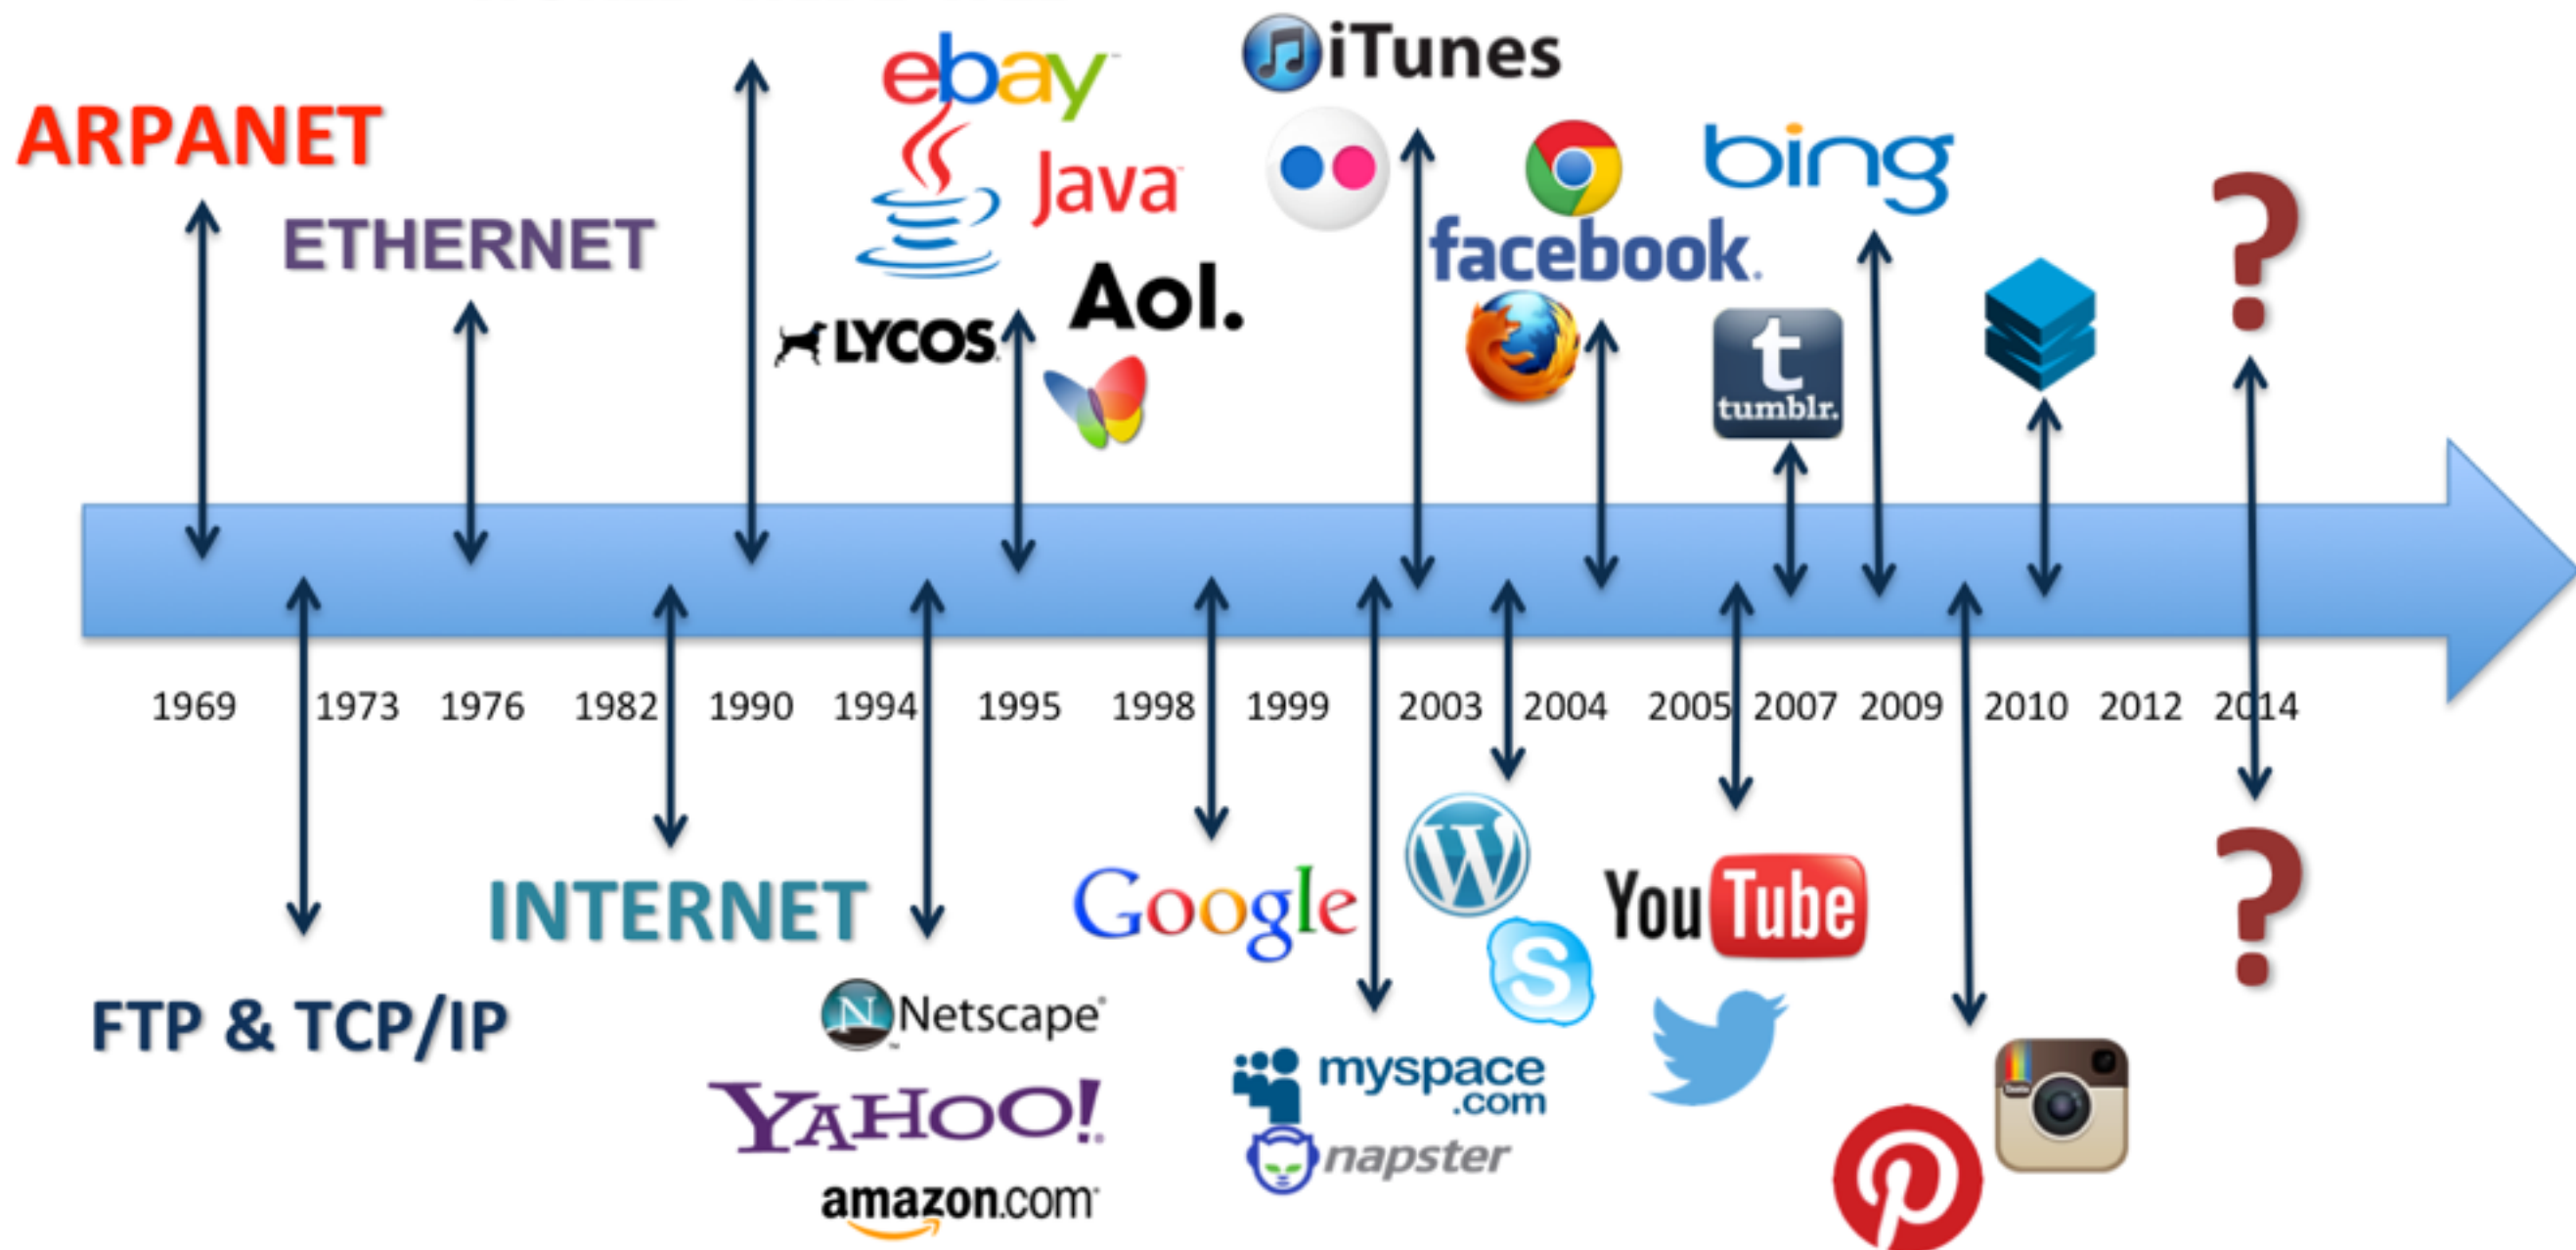 ebay
iTunes
ARPANET
Java
bing
?
ETHERNET
facebook.
Aol.
LYCOS
t
tumblr.
1969 1973 1976 1982 1990 1994 1995 1998 1999 2003 2004 2005 2007 2009 2010 2012 2014
W
INTERNET
Google
You Tube
?
S
FTP & TCP/IP
N Netscape®
myspace
.com
YAHOO!
napster
amazon.com
P